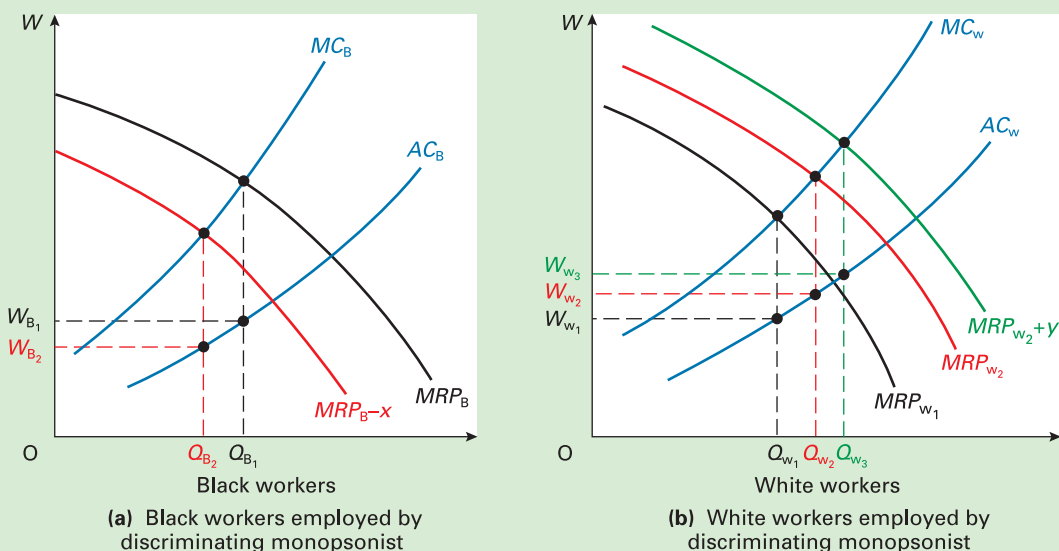 W
MC_B
AC_B
W_B₁
W_B₂
MRP_B–x
MRP_B
O
Q_B₂
Q_B₁
Black workers
(a) Black workers employed by
discriminating monopsonist
W
MC_w
AC_w
W_w₃
W_w₂
W_w₁
MRP_w₂+y
MRP_w₂
MRP_w₁
O
Q_w₁
Q_w₂
Q_w₃
White workers
(b) White workers employed by
discriminating monopsonist